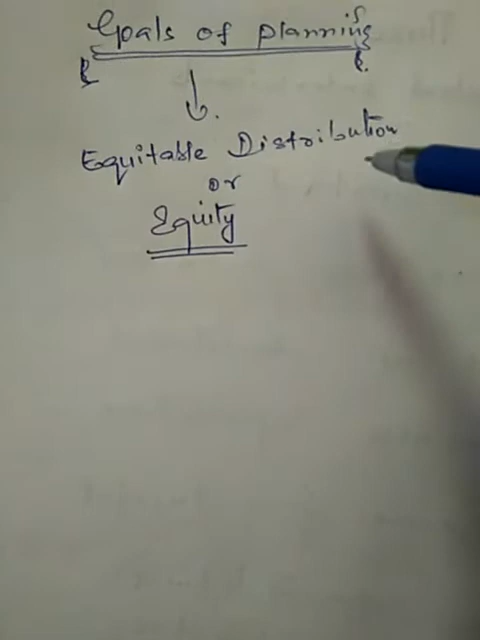 Goals of planning
Equitable Distribution
or
Equity